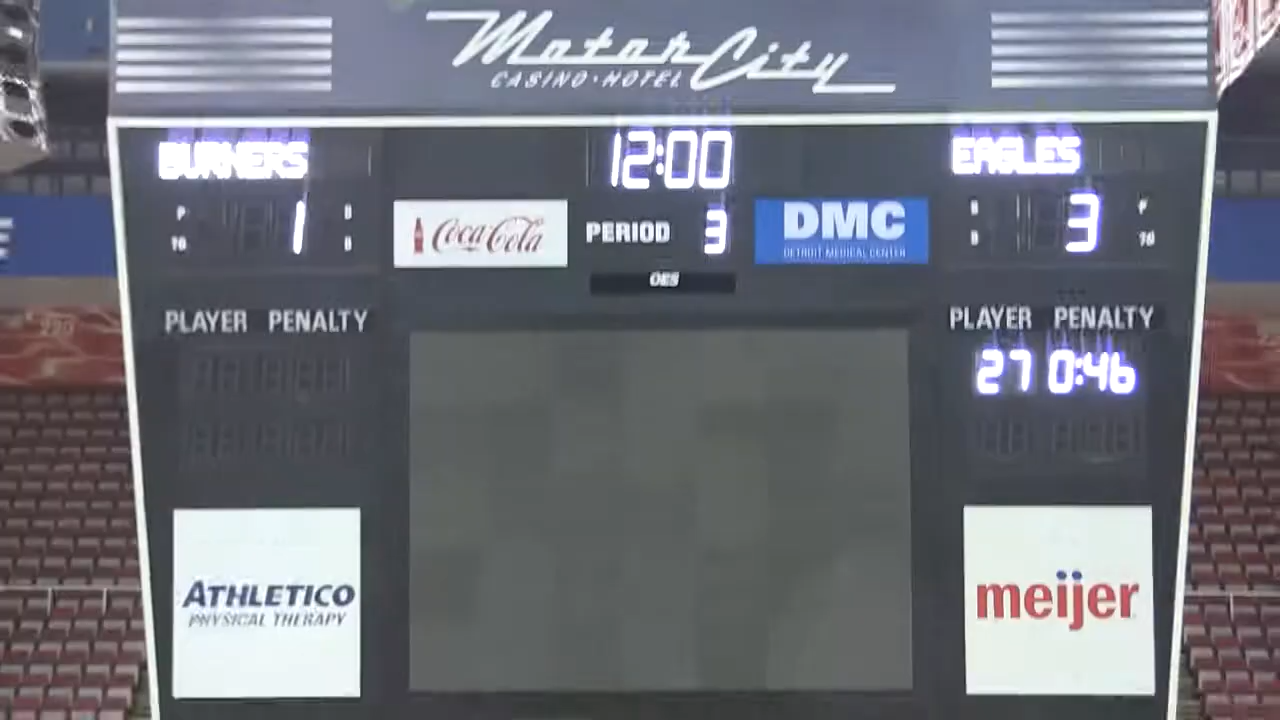 MotorCity
CASINO·HOTEL
BURNERS 12:00 EAGLES
1 Coca-Cola PERIOD 3 DMC 3
DETROIT MEDICAL CENTER
OES
PLAYER PENALTY PLAYER PENALTY
27 0:46
ATHLETICO
PHYSICAL THERAPY
meijer